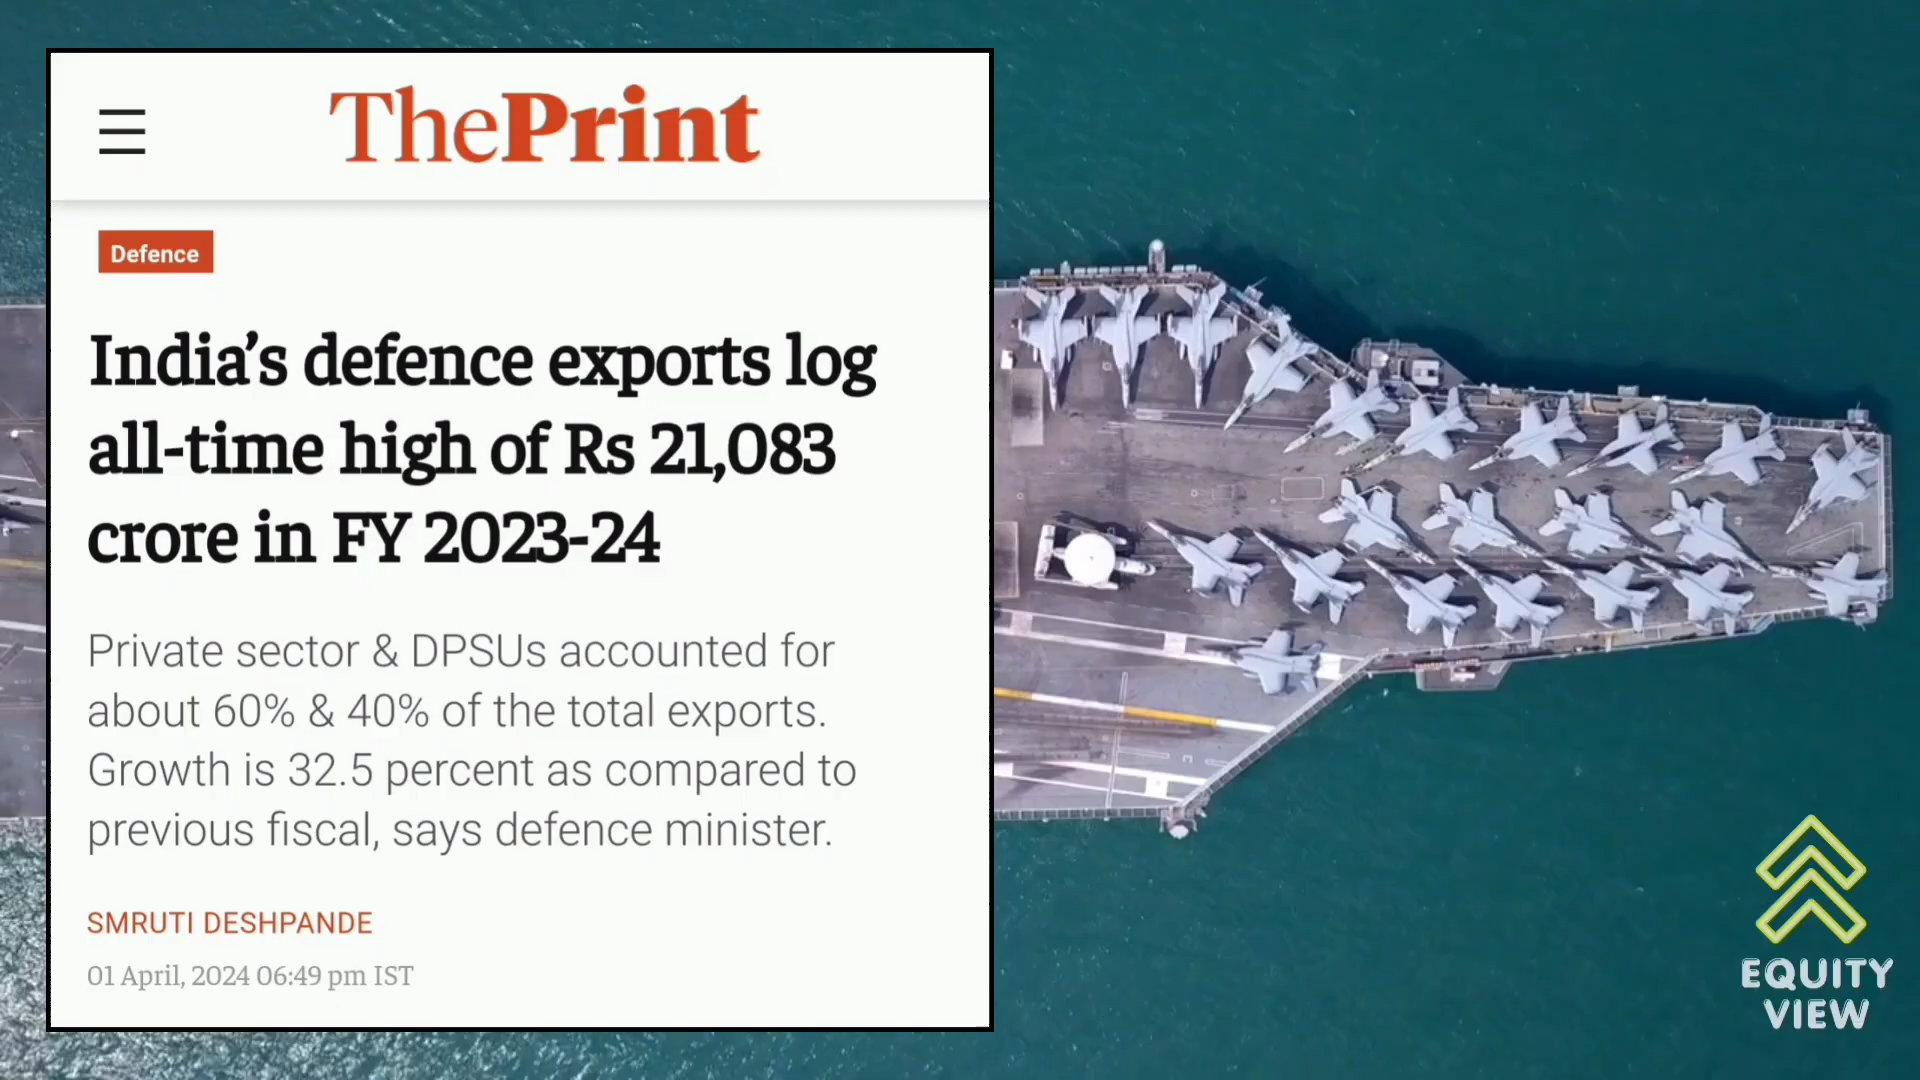 ThePrint
Defence
India’s defence exports log
all-time high of Rs 21,083
crore in FY 2023-24
Private sector & DPSUs accounted for
about 60% & 40% of the total exports.
Growth is 32.5 percent as compared to
previous fiscal, says defence minister.
SMRUTI DESHPANDE
01 April, 2024 06:49 pm IST
EQUITY
VIEW